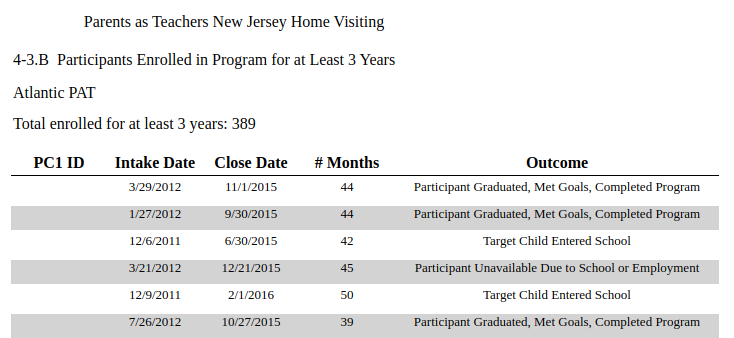 Parents as Teachers New Jersey Home Visiting
4-3.B  Participants Enrolled in Program for at Least 3 Years
Atlantic PAT
Total enrolled for at least 3 years: 389
PC1 ID Intake Date Close Date # Months Outcome
3/29/2012 11/1/2015 44 Participant Graduated, Met Goals, Completed Program
1/27/2012 9/30/2015 44 Participant Graduated, Met Goals, Completed Program
12/6/2011 6/30/2015 42 Target Child Entered School
3/21/2012 12/21/2015 45 Participant Unavailable Due to School or Employment
12/9/2011 2/1/2016 50 Target Child Entered School
7/26/2012 10/27/2015 39 Participant Graduated, Met Goals, Completed Program